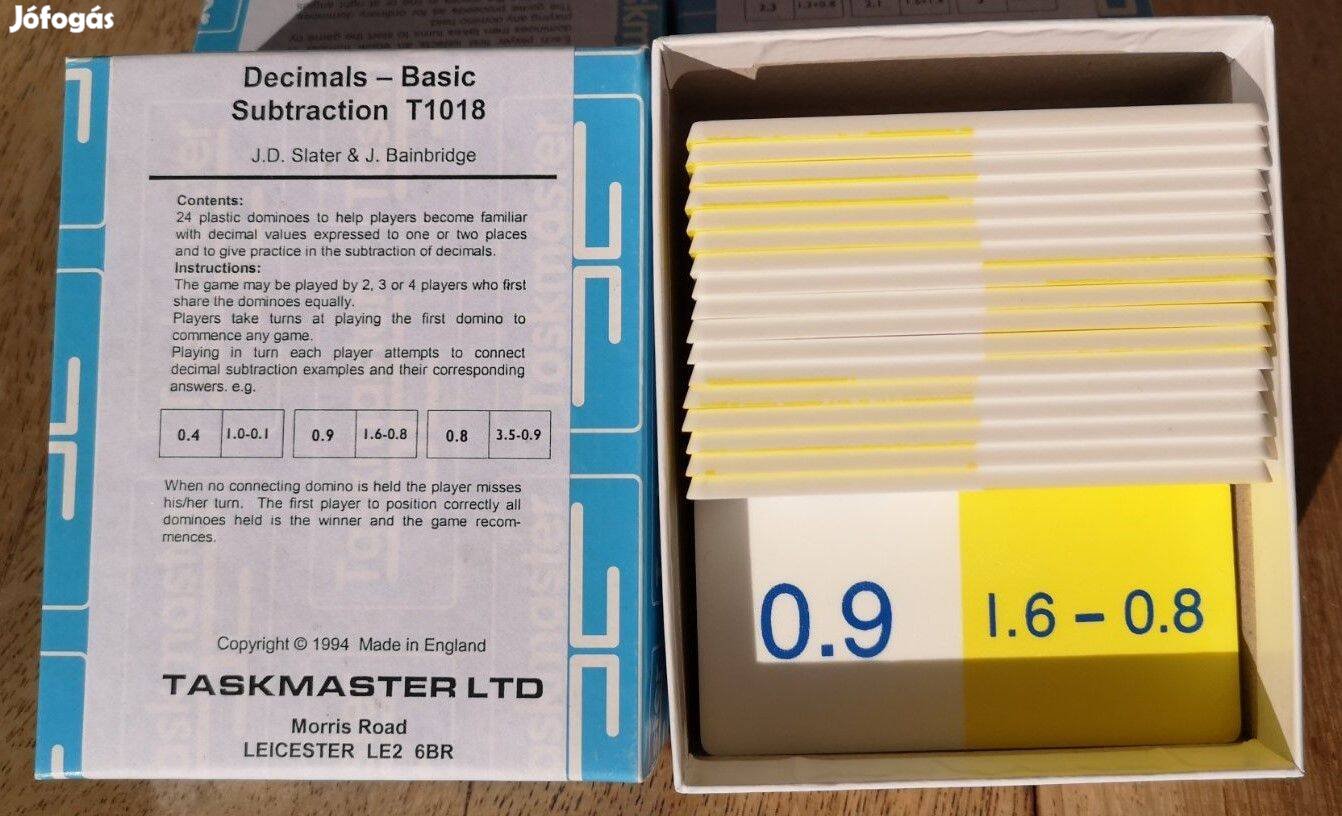 Jófogás
Decimals – Basic
Subtraction T1018
J.D. Slater & J. Bainbridge
Contents:
24 plastic dominoes to help players become familiar
with decimal values expressed to one or two places
and to give practice in the subtraction of decimals.
Instructions:
The game may be played by 2, 3 or 4 players who first
share the dominoes equally.
Players take turns at playing the first domino to
commence any game.
Playing in turn each player attempts to connect
decimal subtraction examples and their corresponding
answers. e.g.
0.4 1.0-0.1 0.9 1.6-0.8 0.8 3.5-0.9
When no connecting domino is held the player misses
his/her turn. The first player to position correctly all
dominoes held is the winner and the game recom-
mences.
Copyright © 1994 Made in England
TASKMASTER LTD
Morris Road
LEICESTER LE2 6BR
0.9 1.6 – 0.8